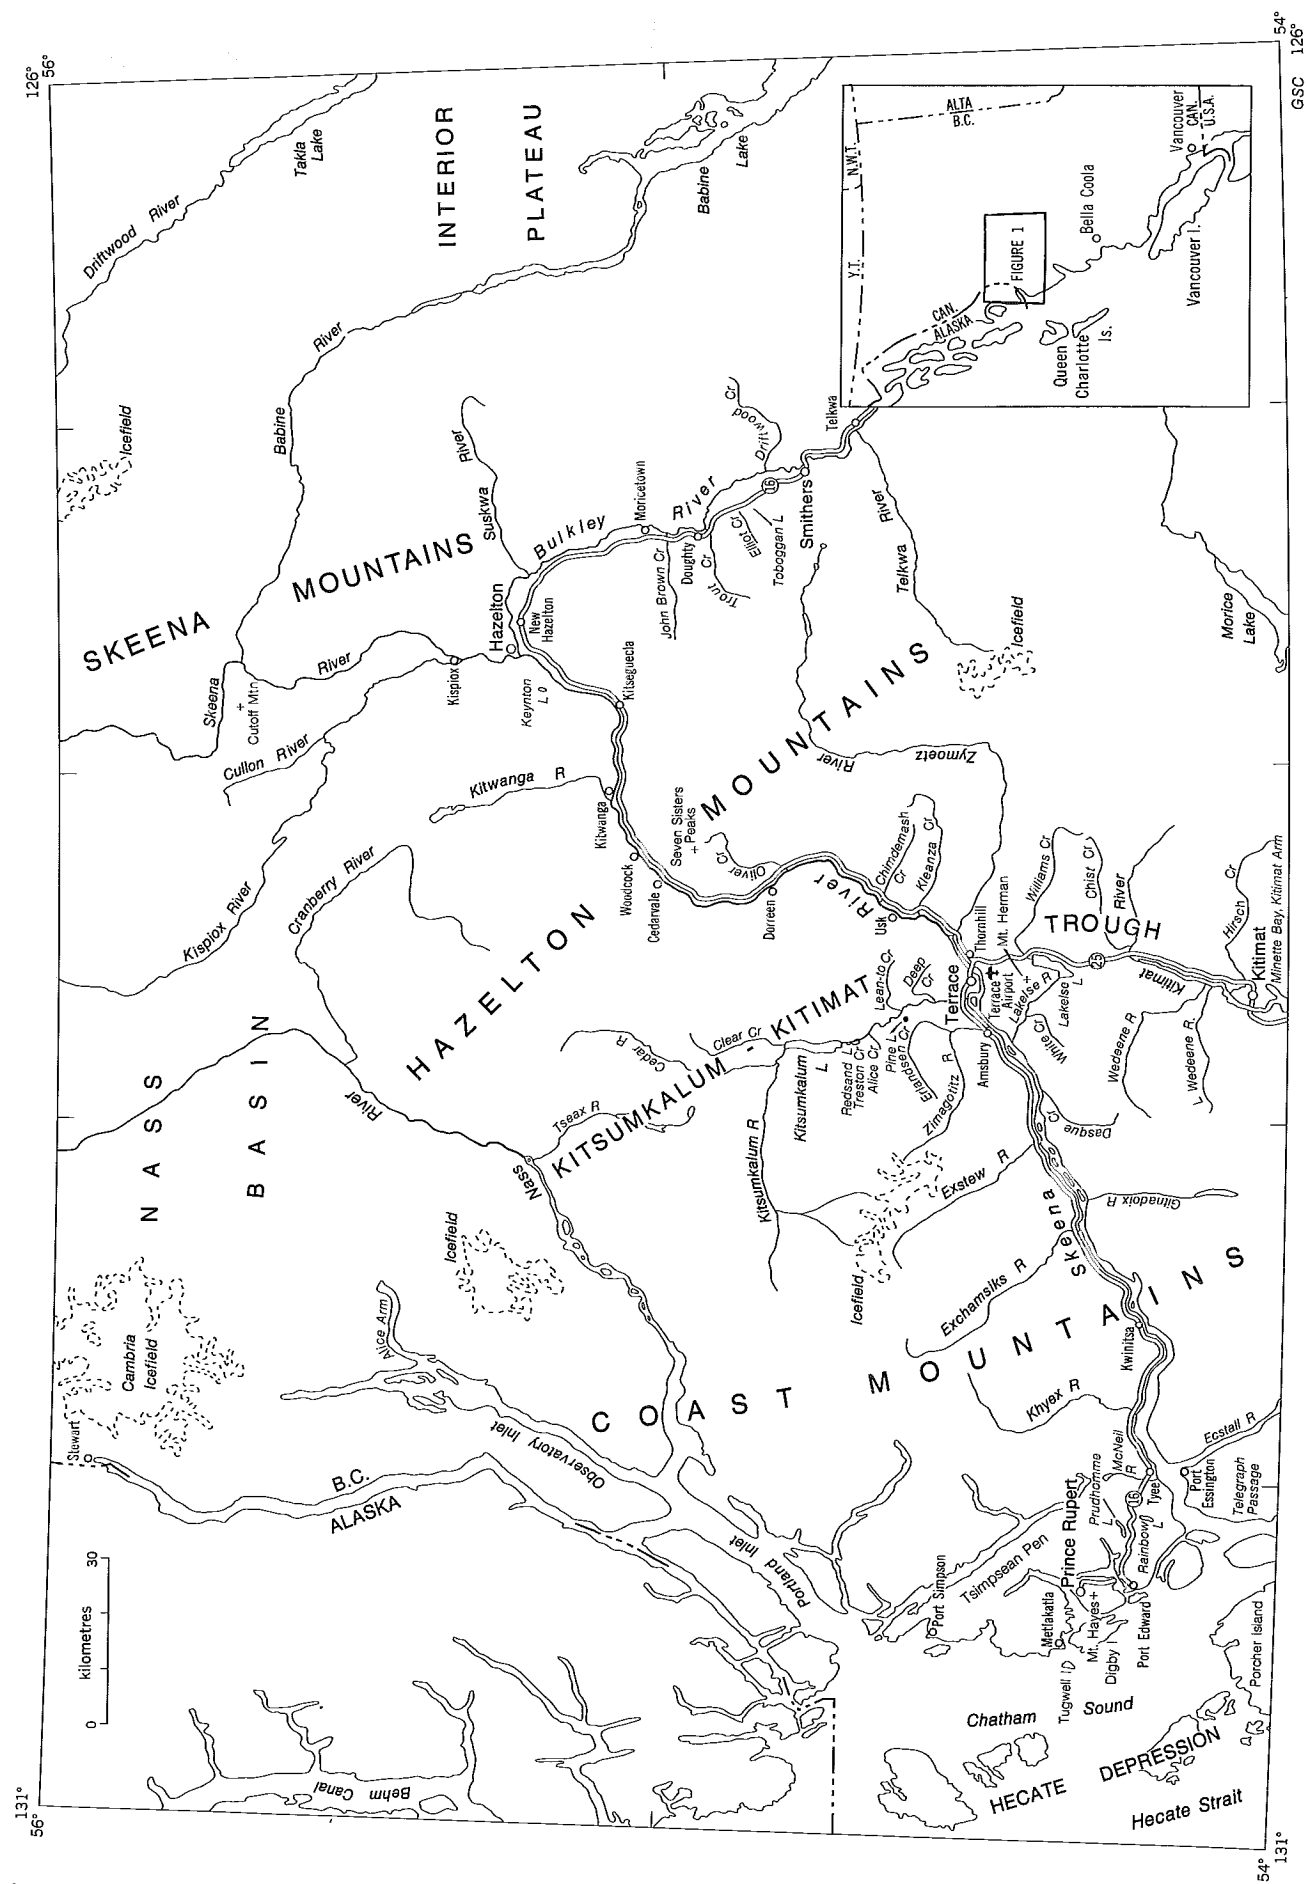 131°
56°
126°
56°
54°
131°
54°
126°
GSC
0
30
kilometres
Behm Canal
ALASKA
B.C.
Stewart
Cambria
Icefield
Alice Arm
Observatory Inlet
Portland Inlet
Icefield
NASS
BASIN
Nass
River
Tseax R
Cedar R
Clear Cr
Cranberry River
Kispiox River
Cullon River
Skeena
Cutoff Mtn
River
Kispiox
SKEENA
MOUNTAINS
Icefield
Babine
River
Driftwood River
Takla
Lake
INTERIOR
PLATEAU
Babine
Lake
Suskwa
River
Hazelton
New
Hazelton
Keynton
L
Bulkley
River
Moricetown
John Brown Cr
Doughty
Trout
Cr
Elliot Cr
Toboggan L
16
Driftwood
Cr
Smithers
Telkwa
Telkwa
River
Icefield
Morice
Lake
Kitseguecla
Kitwanga R
Kitwanga
Woodcock
Cedarvale
Seven Sisters
Peaks
Oliver
Cr
Dorreen
HAZELTON
MOUNTAINS
River
Zymoetz
River
Chimdemash
Cr
Kleanza Cr
Usk
Thornhill
Terrace
Terrace
Airport
Mt. Herman
Lakelse R
Lakelse
L
Williams Cr
Chist Cr
River
25
TROUGH
Hirsch Cr
Kitimat
Kitimat
Minette Bay, Kitimat Arm
Wedeene R
L Wedeene R.
White Cr
Amsbury
KITSUMKALUM - KITIMAT
Lean-to Cr
Deep
Cr
Kitsumkalum
L
Redsand L
Treston Cr
Alice Cr
Pine L
Erlandsen Cr
Zimagotitz R
Kitsumkalum R
Icefield
Exstew R
Dasque
Cr
Gitnadoix R
Skeena
Exchamsiks R
COAST MOUNTAINS
Kwinitsa
Khyex R
McNeil
R
Prudhomme
L
Rainbow
L
16
Tyee
Port
Essington
Ecstall R
Telegraph
Passage
Prince Rupert
Tsimpsean Pen
Port Simpson
Metlakatla
Mt. Hayes
Digby I
Port Edward
Tugwell I
Chatham
Sound
Porcher Island
HECATE
DEPRESSION
Hecate Strait
Y.T.
N.W.T.
ALTA
B.C.
CAN.
ALASKA
FIGURE 1
Bella Coola
Queen
Charlotte
Is.
Vancouver I.
Vancouver
CAN.
U.S.A.